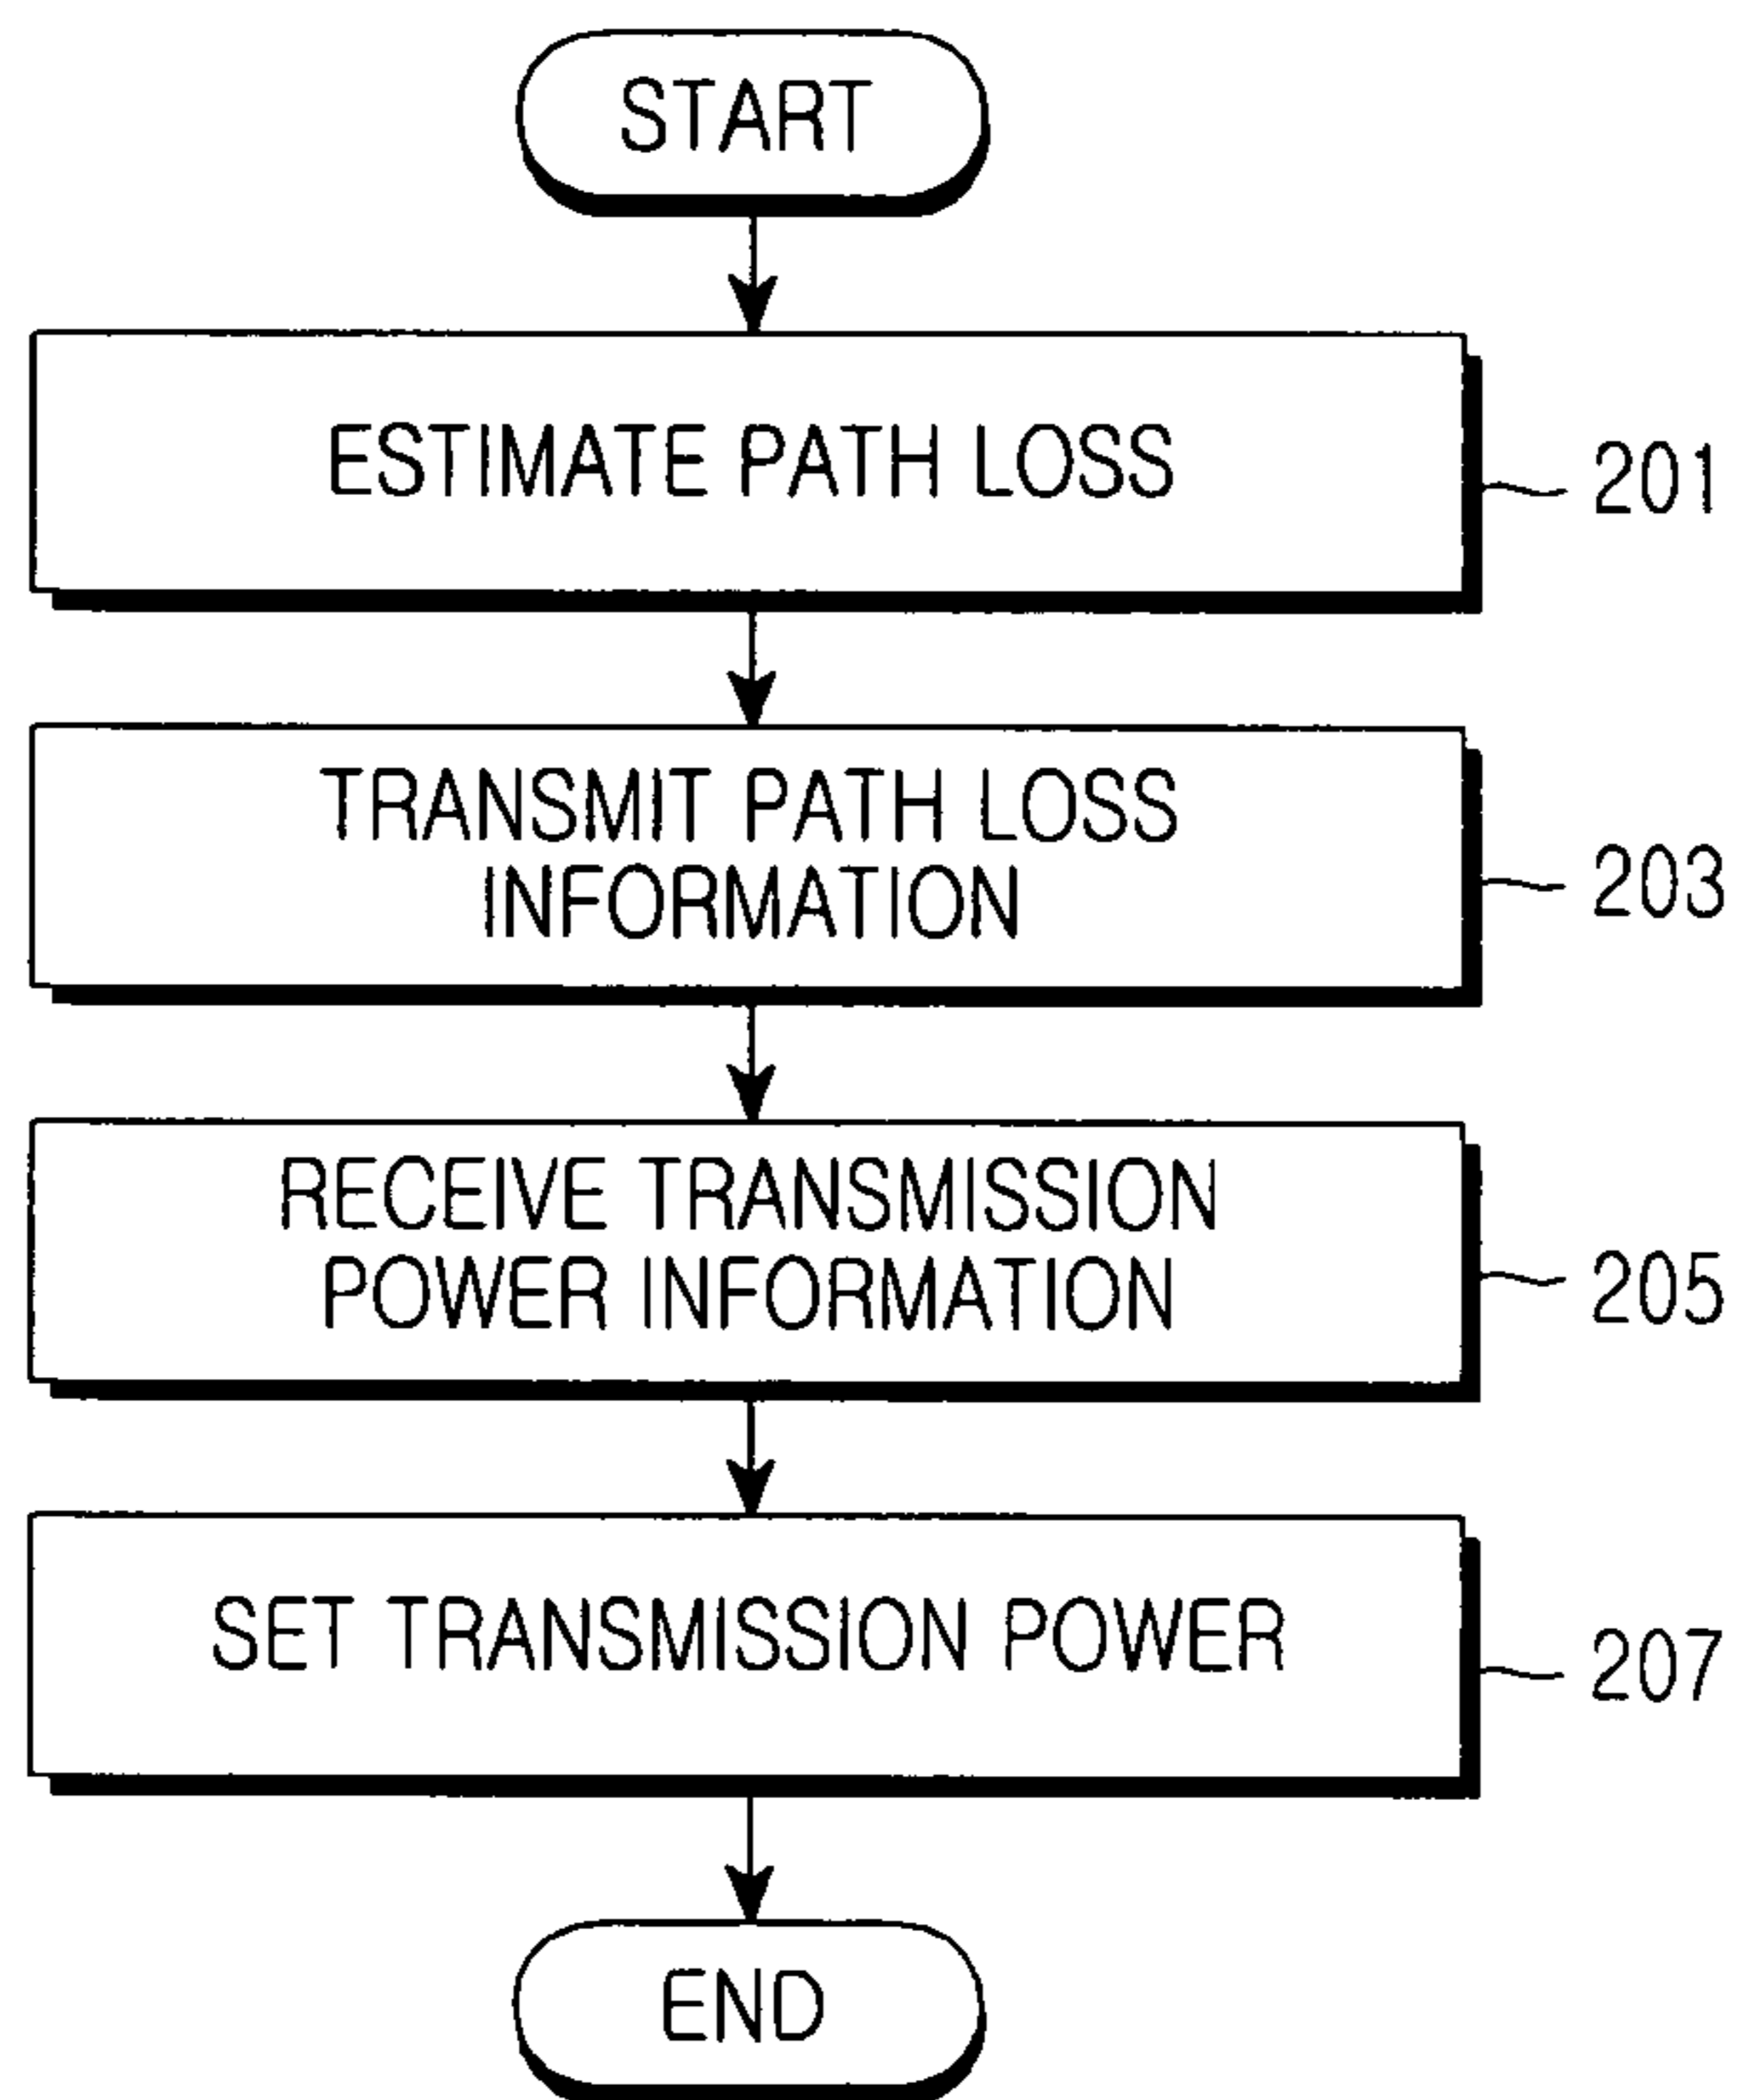 START
ESTIMATE PATH LOSS
201
TRANSMIT PATH LOSS
INFORMATION
203
RECEIVE TRANSMISSION
POWER INFORMATION
205
SET TRANSMISSION POWER
207
END